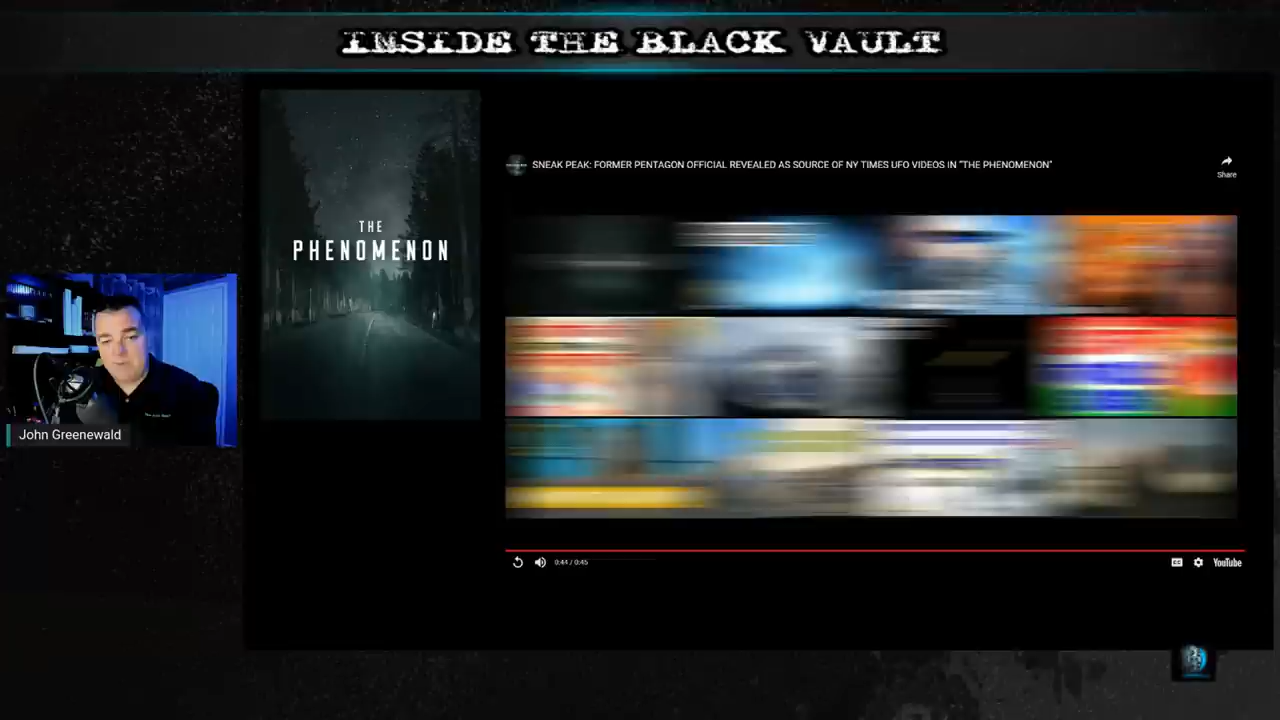 INSIDE THE BLACK VAULT
THE
PHENOMENON
SNEAK PEAK: FORMER PENTAGON OFFICIAL REVEALED AS SOURCE OF NY TIMES UFO VIDEOS IN "THE PHENOMENON"
Share
John Greenewald
0:44 / 0:45
CC
YouTube